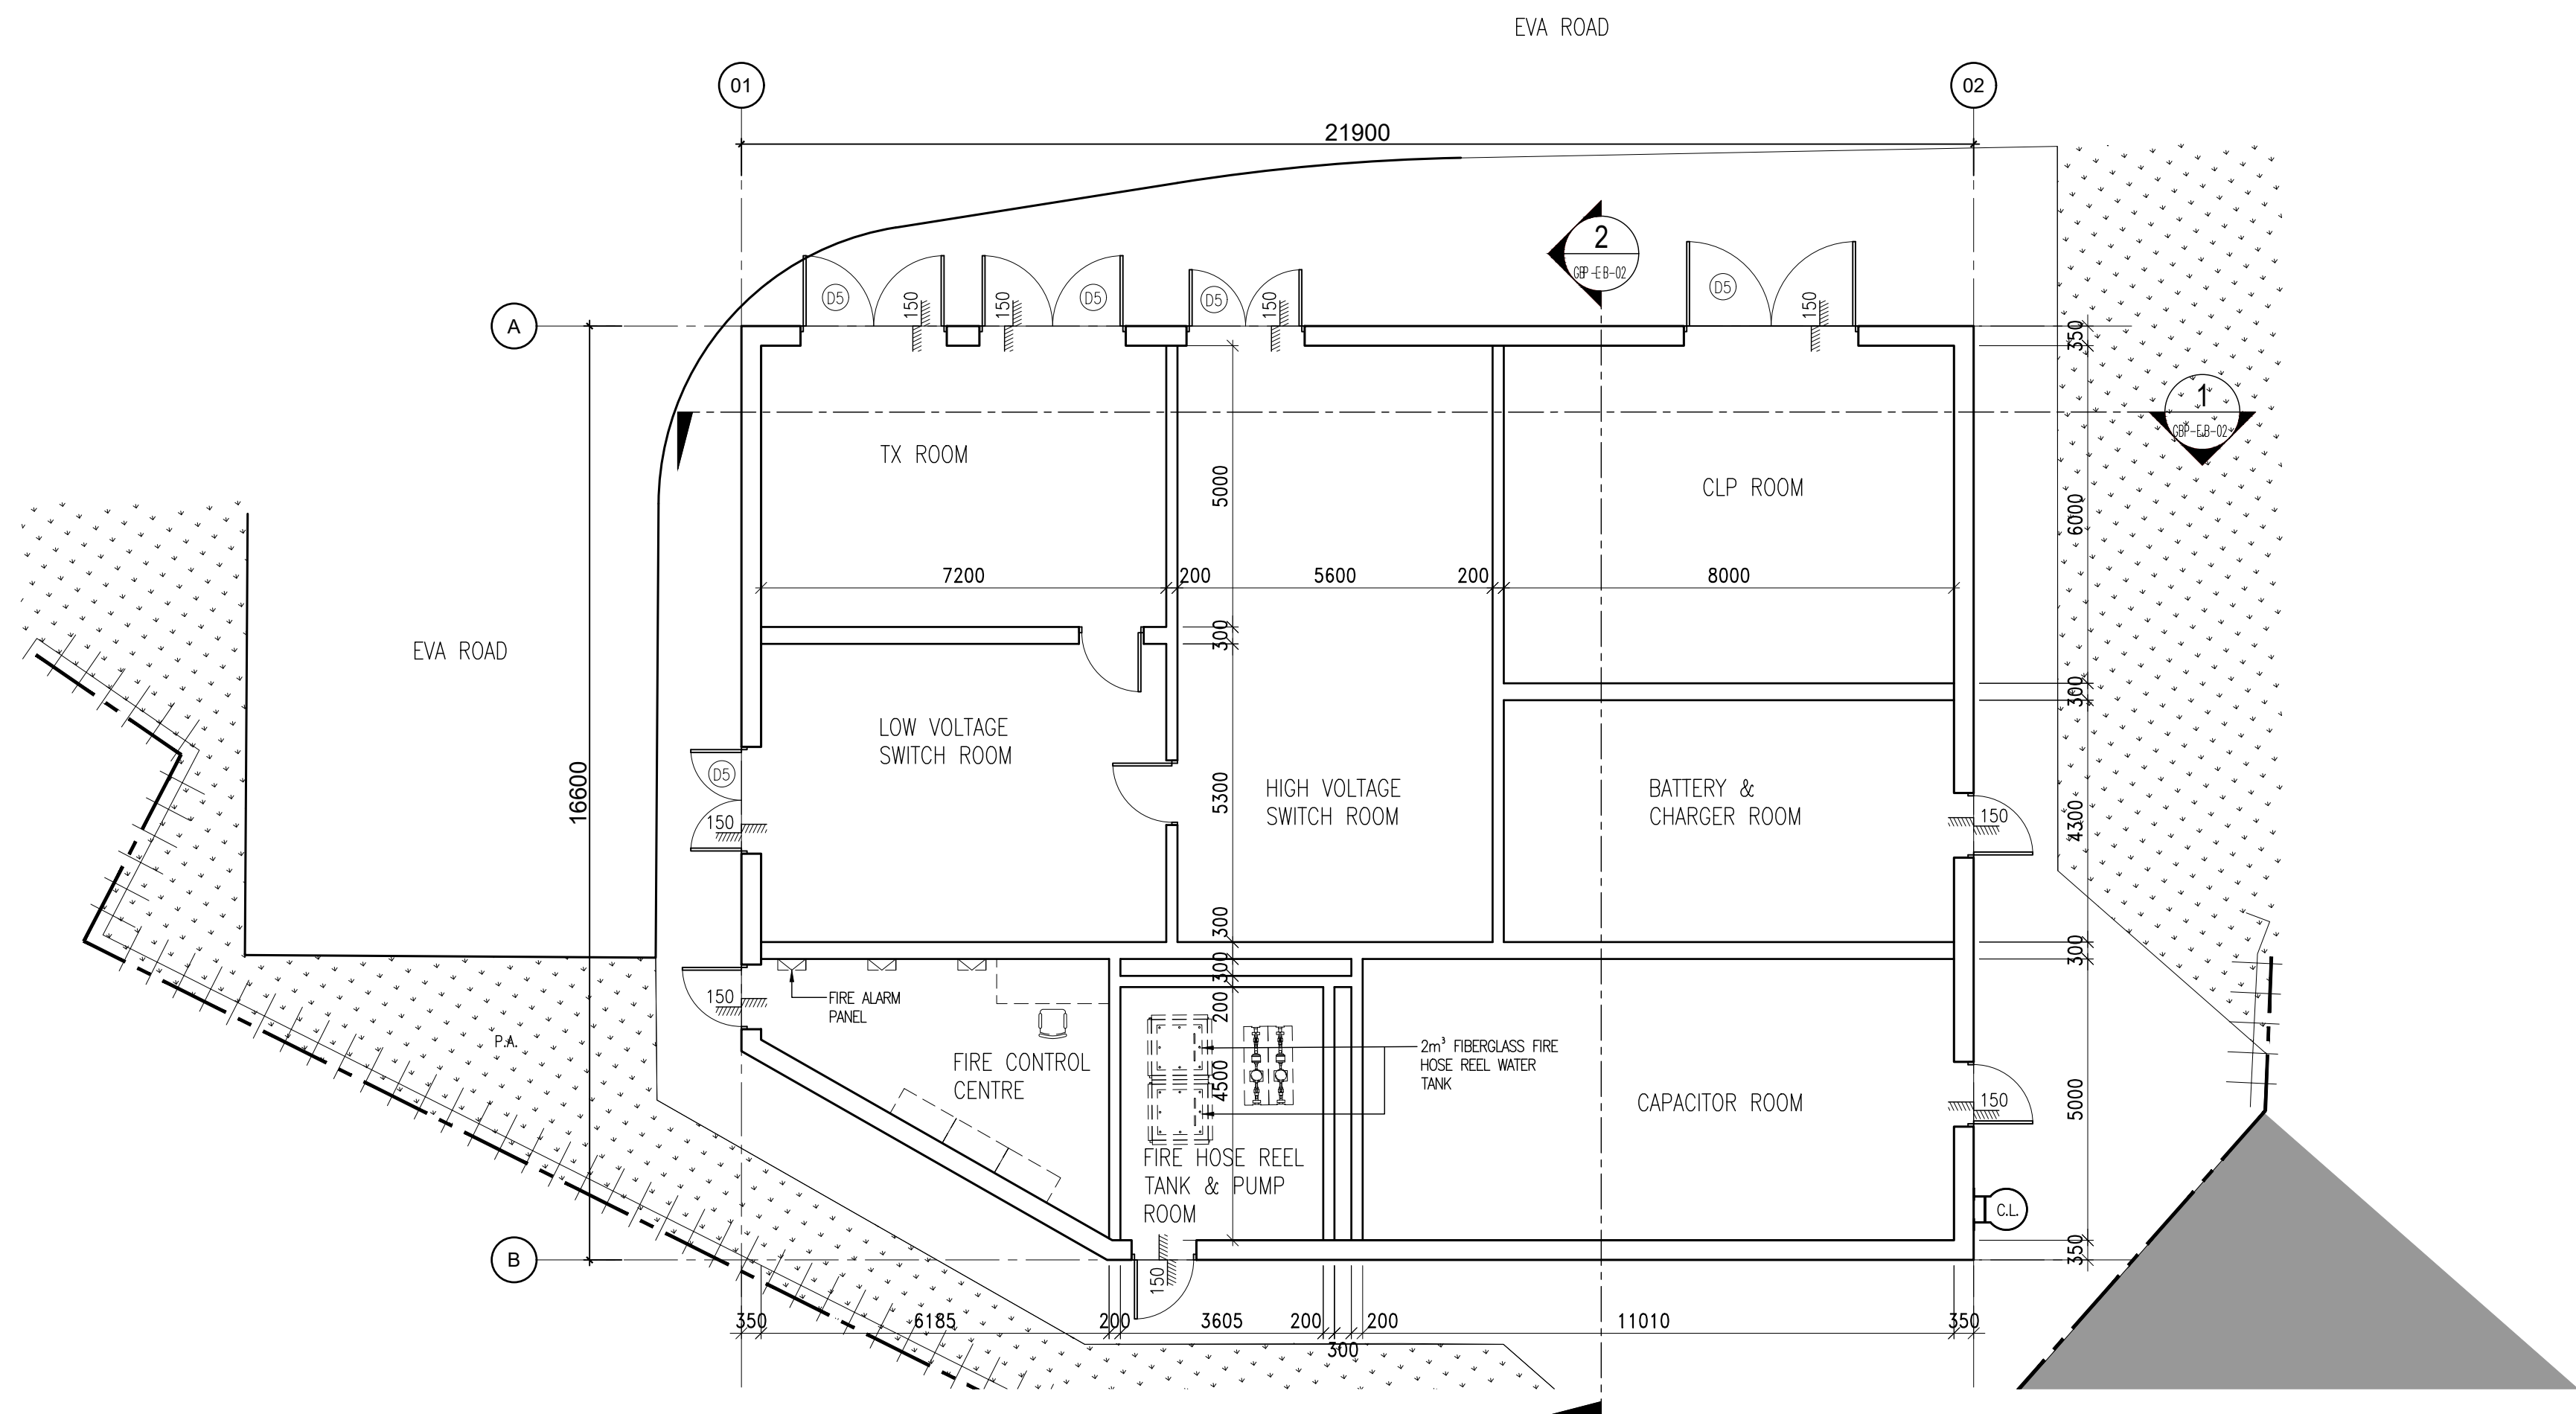 EVA ROAD
01
02
21900
2
GBP-EB-02
D5
D5
D5
D5
150
150
150
150
A
350
1
GBP-EB-02
TX ROOM
5000
CLP ROOM
6000
7200
200
5600
200
8000
300
EVA ROAD
300
LOW VOLTAGE
SWITCH ROOM
D5
16600
5300
HIGH VOLTAGE
SWITCH ROOM
BATTERY &
CHARGER ROOM
150
150
4300
300
300
300
150
FIRE ALARM
PANEL
200
P.A.
FIRE CONTROL
CENTRE
4500
2m³ FIBERGLASS FIRE
HOSE REEL WATER
TANK
CAPACITOR ROOM
150
5000
FIRE HOSE REEL
TANK & PUMP
ROOM
C.L.
B
350
150
350
6185
200
3605
200
300
200
11010
350